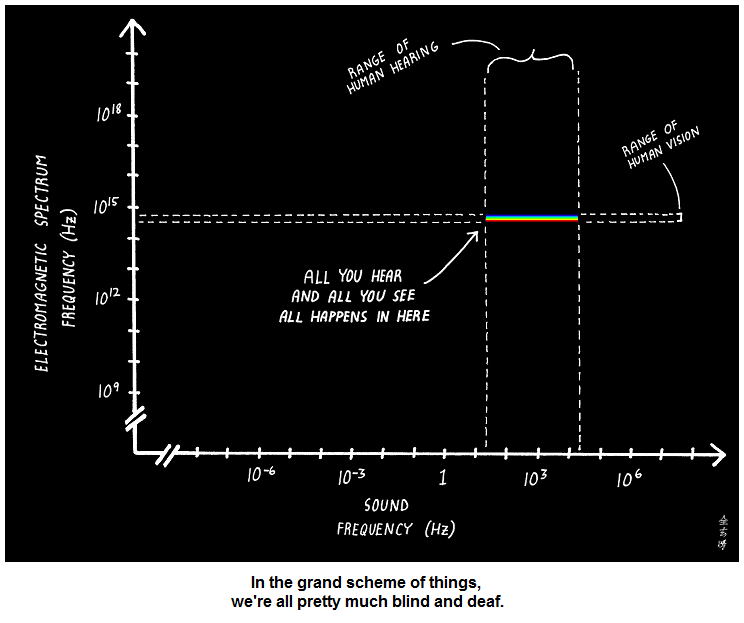 RANGE OF
HUMAN HEARING
RANGE OF
HUMAN VISION
ELECTROMAGNETIC SPECTRUM
FREQUENCY (Hz)
10^18
10^15
10^12
10^9
ALL YOU HEAR
AND ALL YOU SEE
ALL HAPPENS IN HERE
10^-6 10^-3 1 10^3 10^6
SOUND
FREQUENCY (Hz)
In the grand scheme of things,
we're all pretty much blind and deaf.